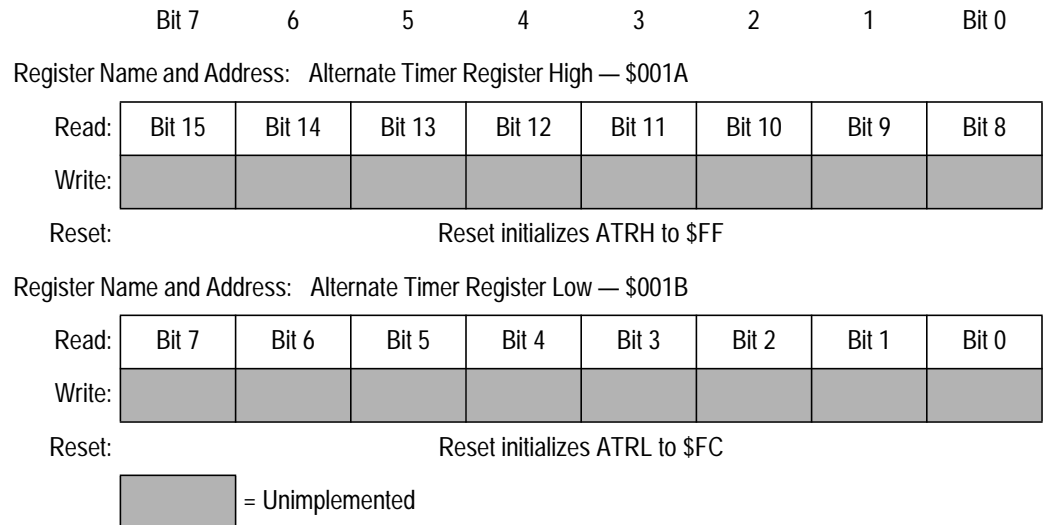 Bit 7 6 5 4 3 2 1 Bit 0
Register Name and Address: Alternate Timer Register High — $001A
Read: Bit 15 Bit 14 Bit 13 Bit 12 Bit 11 Bit 10 Bit 9 Bit 8
Write:
Reset: Reset initializes ATRH to $FF
Register Name and Address: Alternate Timer Register Low — $001B
Read: Bit 7 Bit 6 Bit 5 Bit 4 Bit 3 Bit 2 Bit 1 Bit 0
Write:
Reset: Reset initializes ATRL to $FC
= Unimplemented